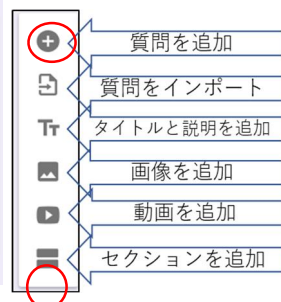 質問を追加
質問をインポート
Tт タイトルと説明を追加
画像を追加
動画を追加
セクションを追加